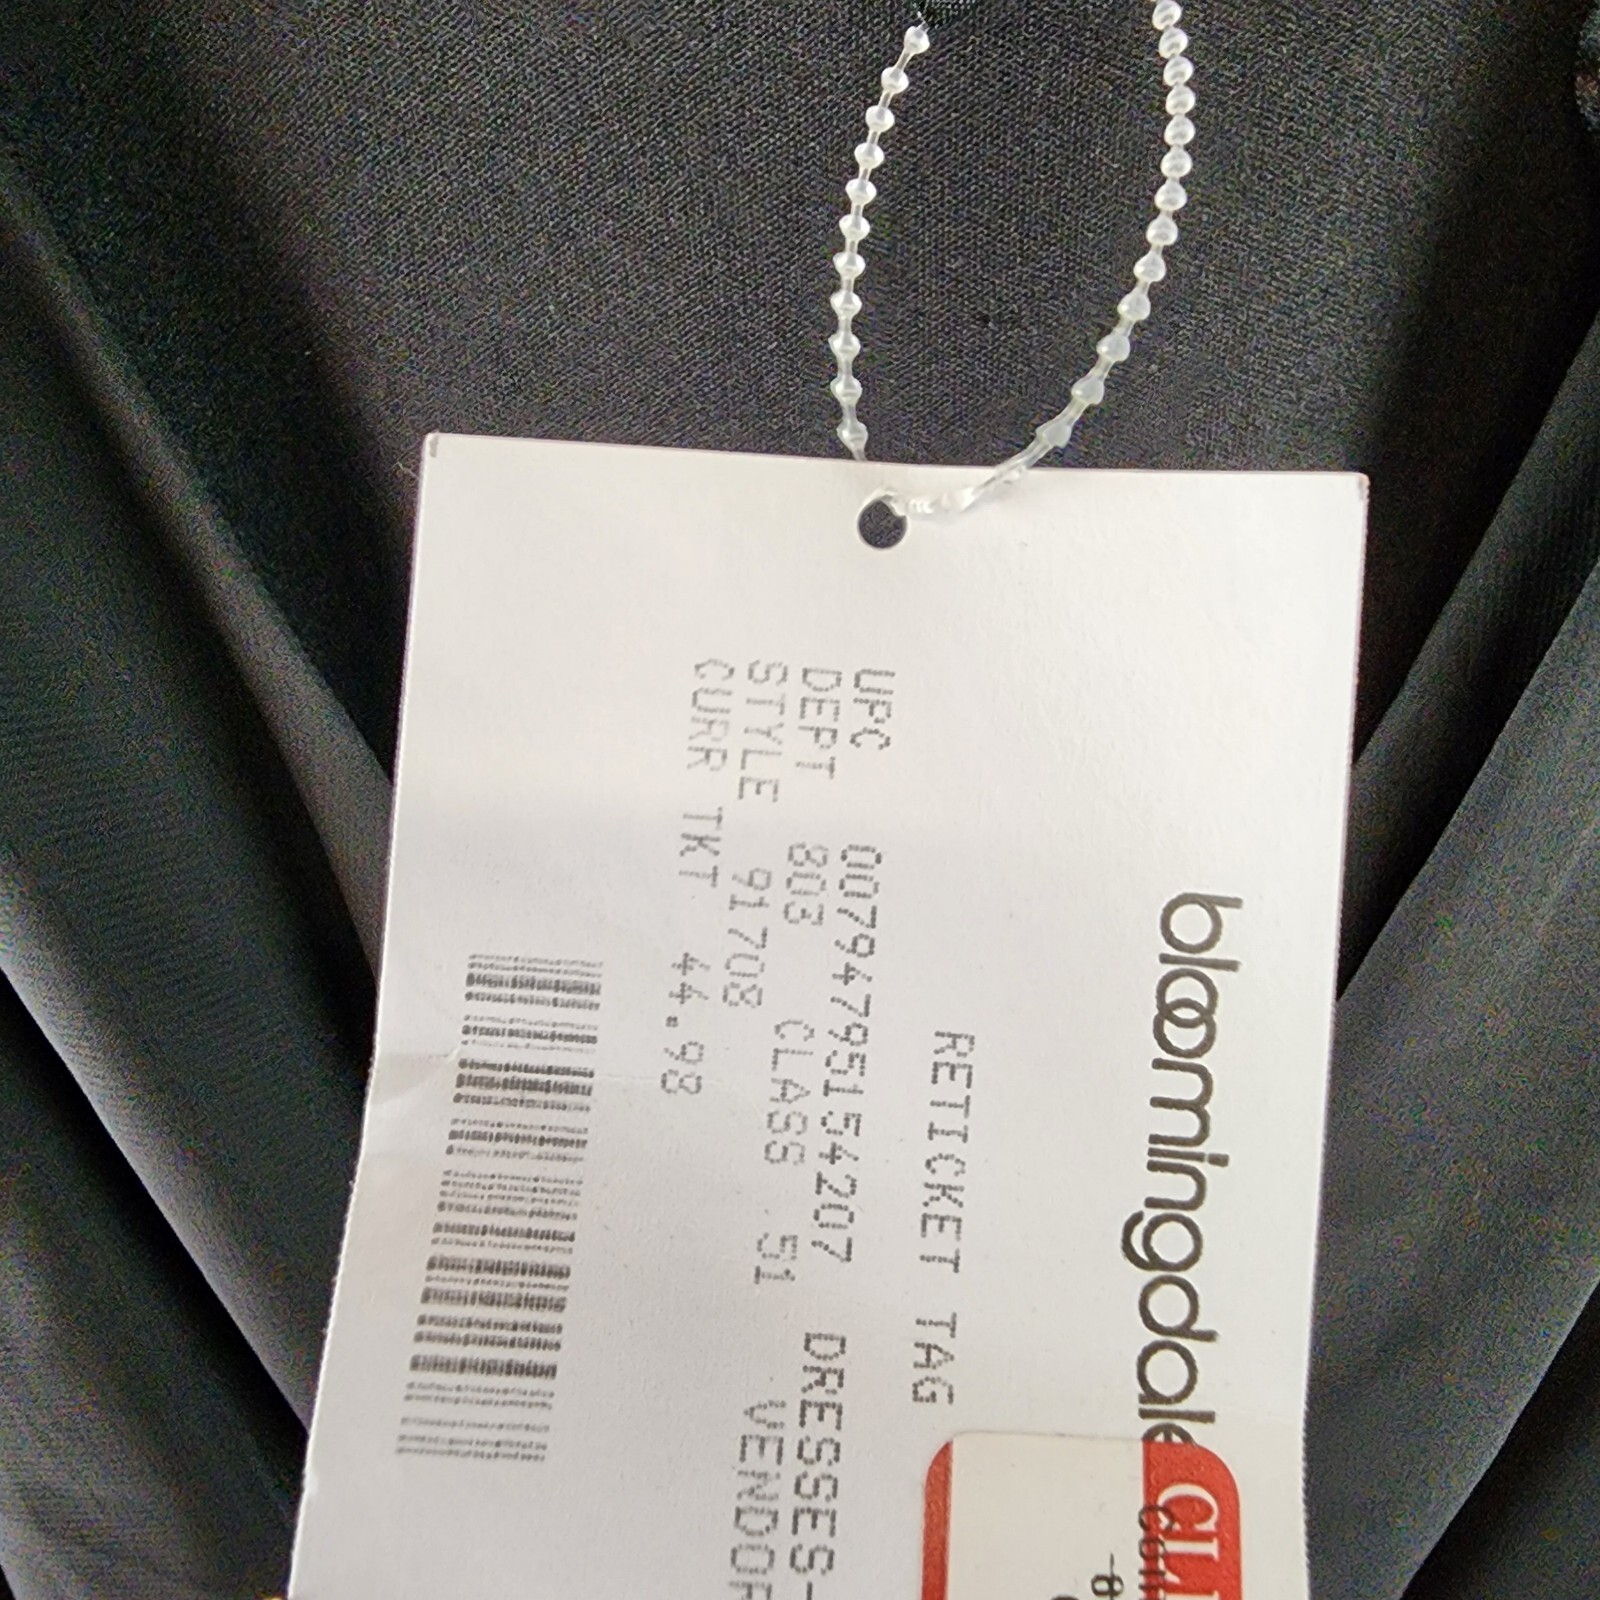 bloomingdale
RETICKET TAG
UPC 00794795154207
DEPT 803 CLASS 51 VENDOR
STYLE 91708
CURR TKT 44.98
DRESSES-